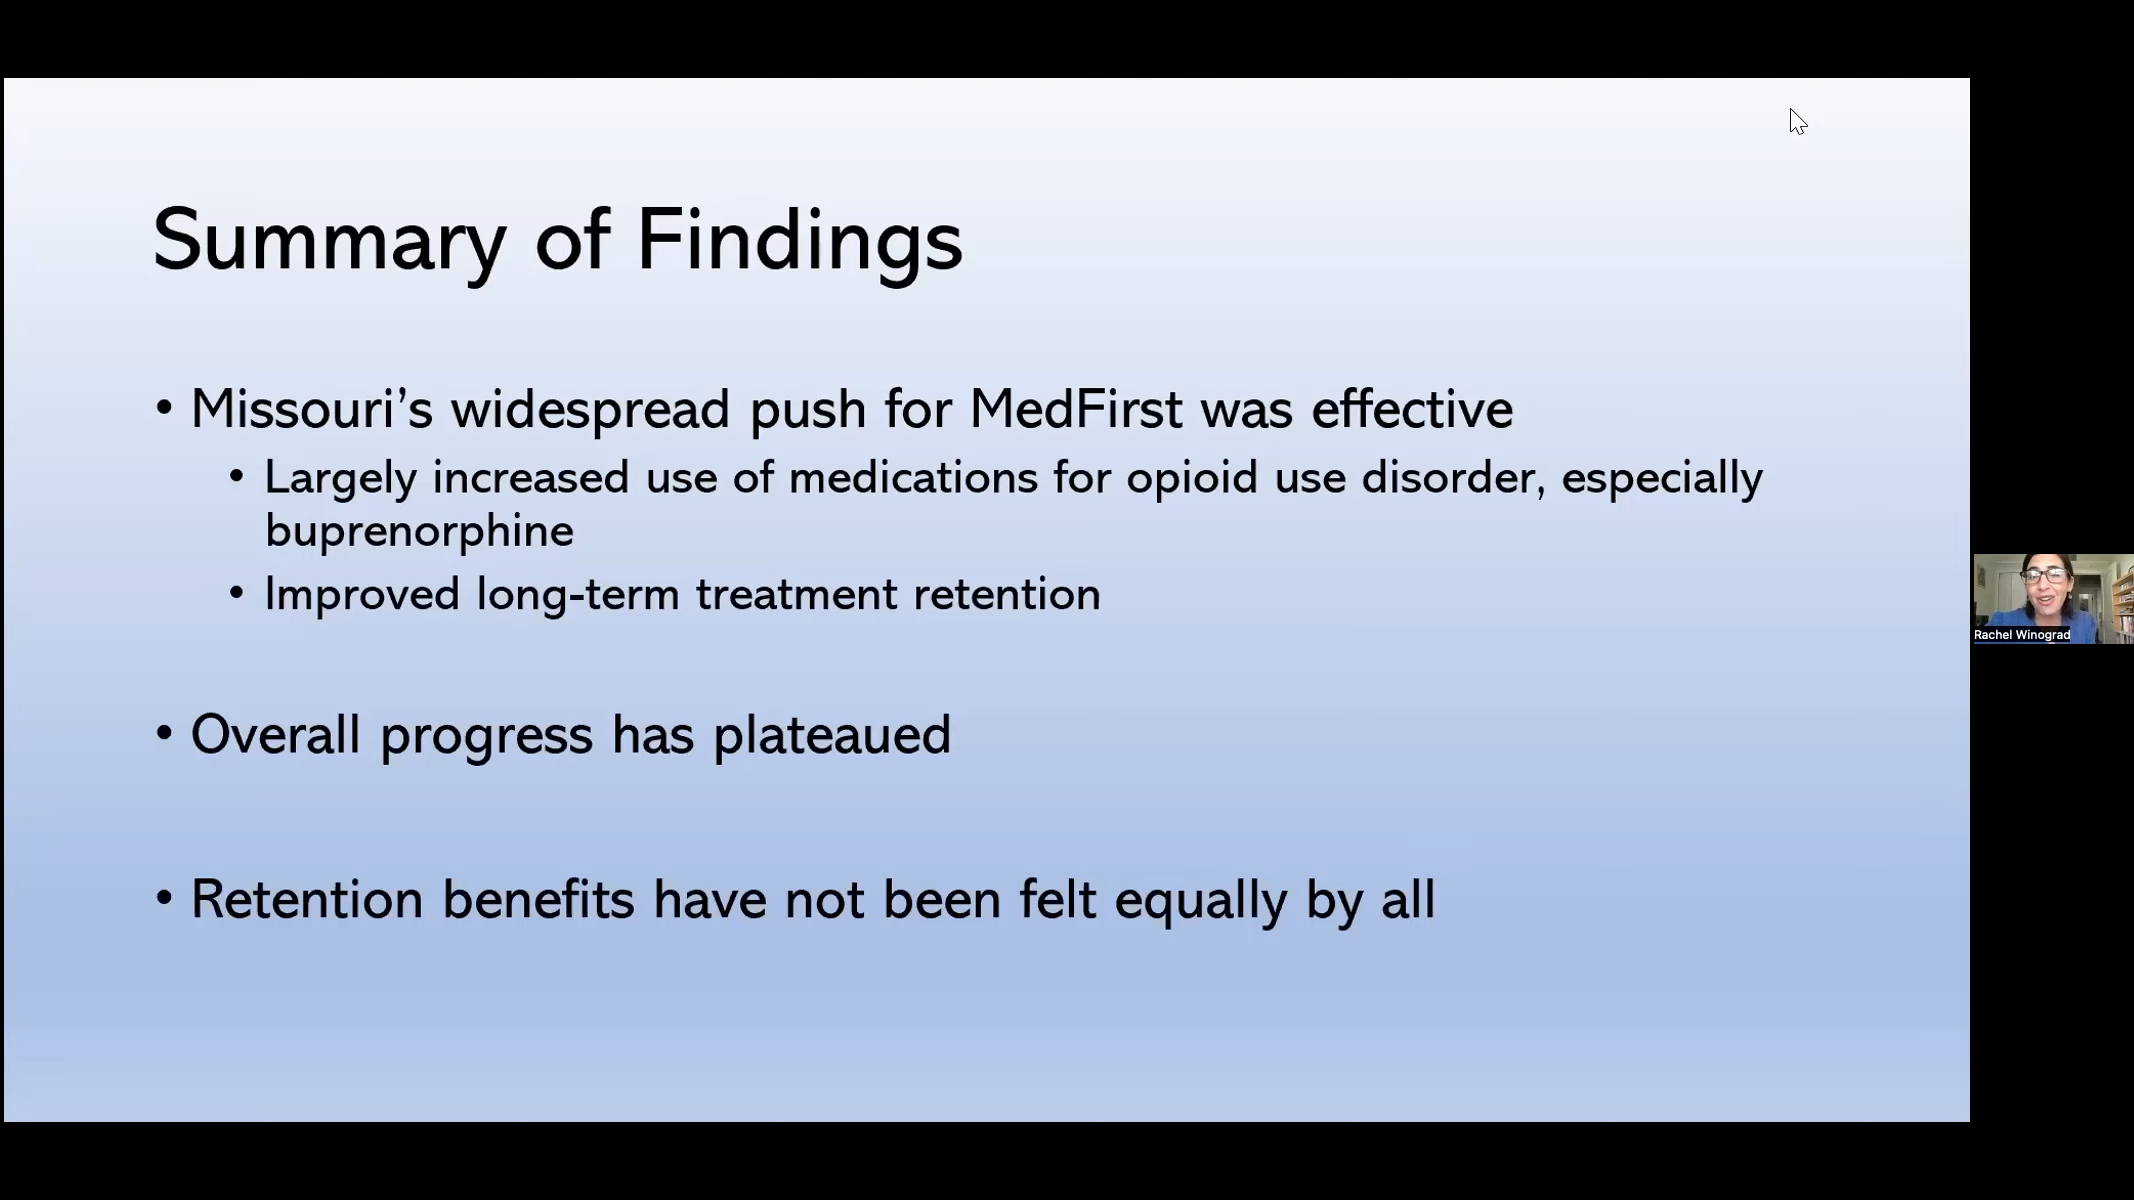 Summary of Findings
• Missouri’s widespread push for MedFirst was effective
• Largely increased use of medications for opioid use disorder, especially
buprenorphine
• Improved long-term treatment retention
• Overall progress has plateaued
• Retention benefits have not been felt equally by all
Rachel Winograd